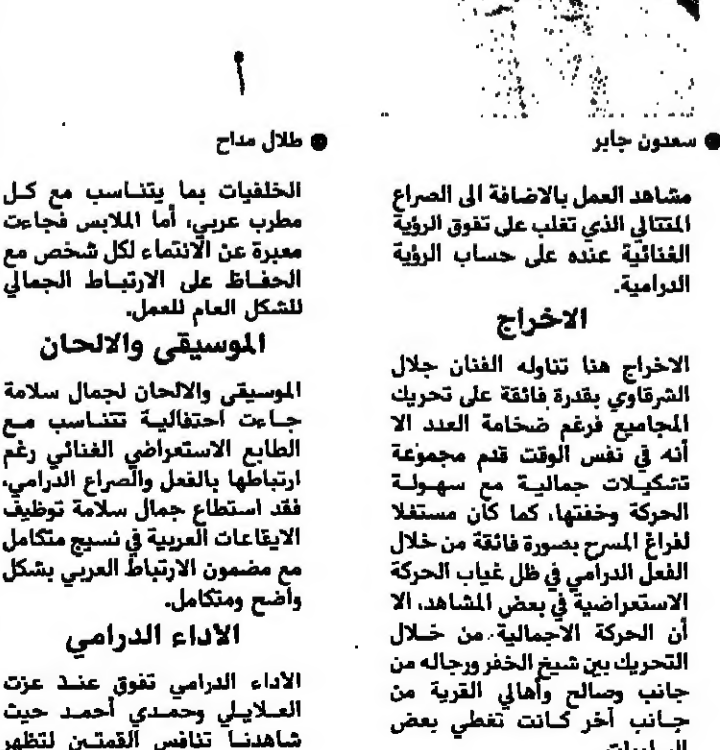 سعدون جابر
مشاهد العمل بالاضافة الى الصراع
المتتالي الذي تغلب على تفوق الرؤية
الغنائية عنده على حساب الرؤية
الدرامية.
الاخراج
الاخراج هنا تناوله الفنان جلال
الشرقاوي بقدرة فائقة على تحريك
المجاميع فرغم ضخامة العدد الا
أنه في نفس الوقت قدم مجموعة
تشكيلات جمالية مع سهولة
الحركة وخفتها، كما كان مستغلا
لفراغ المسرح بصورة فائقة من خلال
الفعل الدرامي في ظل غياب الحركة
الاستعراضية في بعض المشاهد، الا
أن الحركة الاجمالية من خلال
التحريك بين شيخ الخفر ورجاله من
جانب وصالح وأهالي القرية من
جانب آخر كانت تغطي بعض
طلال مداح
الخلفيات بما يتناسب مع كل
مطرب عربي، أما الملابس فجاءت
معبرة عن الانتماء لكل شخص مع
الحفاظ على الارتباط الجمالي
للشكل العام للعمل.
الموسيقى والالحان
الموسيقى والالحان لجمال سلامة
جاءت احتفالية تتناسب مع
الطابع الاستعراضي الغنائي رغم
ارتباطها بالفعل والصراع الدرامي،
فقد استطاع جمال سلامة توظيف
الايقاعات العربية في نسيج متكامل
مع مضمون الارتباط العربي بشكل
واضح ومتكامل.
الأداء الدرامي
الاداء الدرامي تفوق عند عزت
العلايلي وحمدي أحمد حيث
شاهدنا تنافس القمتين لتظهر